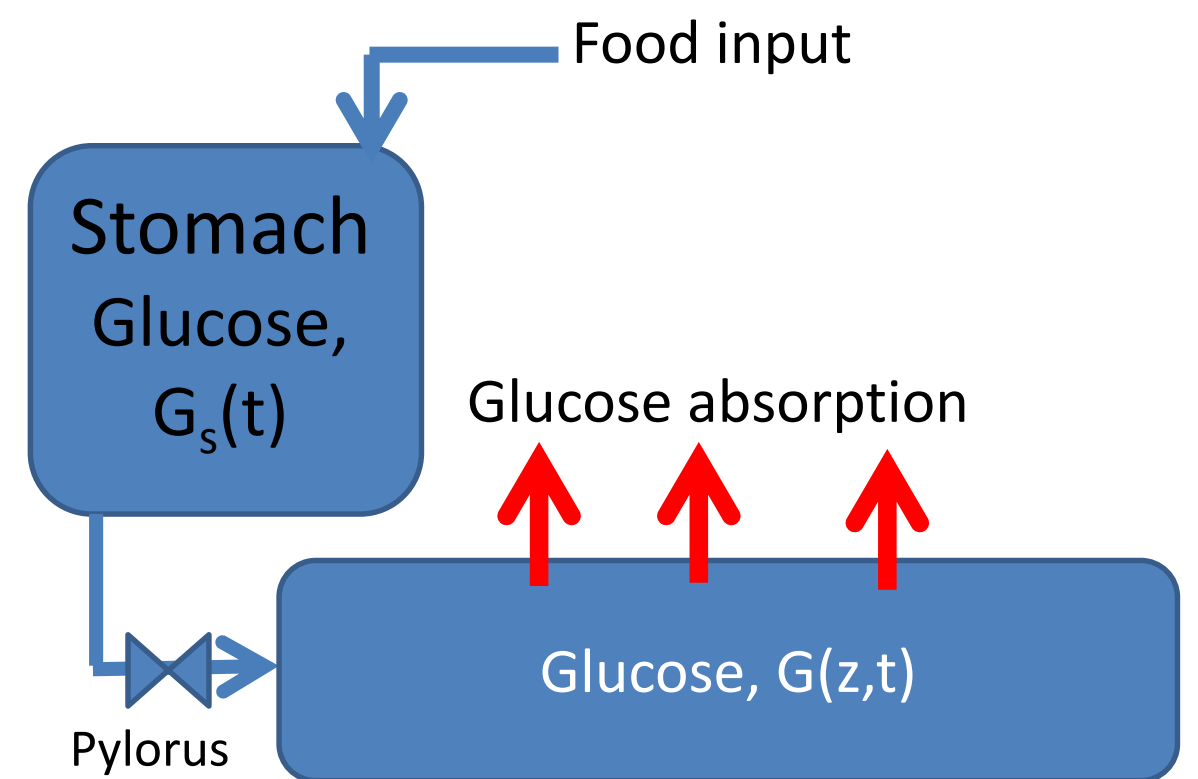 Food input
Stomach
Glucose,
Gs(t)
Glucose absorption
Glucose, G(z,t)
Pylorus